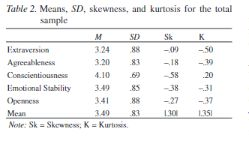 Table 2. Means, SD, skewness, and kurtosis for the total
sample
M SD Sk K
Extraversion 3.24 .88 -.09 -.50
Agreeableness 3.20 .83 -.18 -.39
Conscientiousness 4.10 .69 -.58 .20
Emotional Stability 3.49 .85 -.38 -.31
Openness 3.41 .88 -.27 -.37
Mean 3.49 .83 |.30| |.35|
Note: Sk = Skewness; K = Kurtosis.